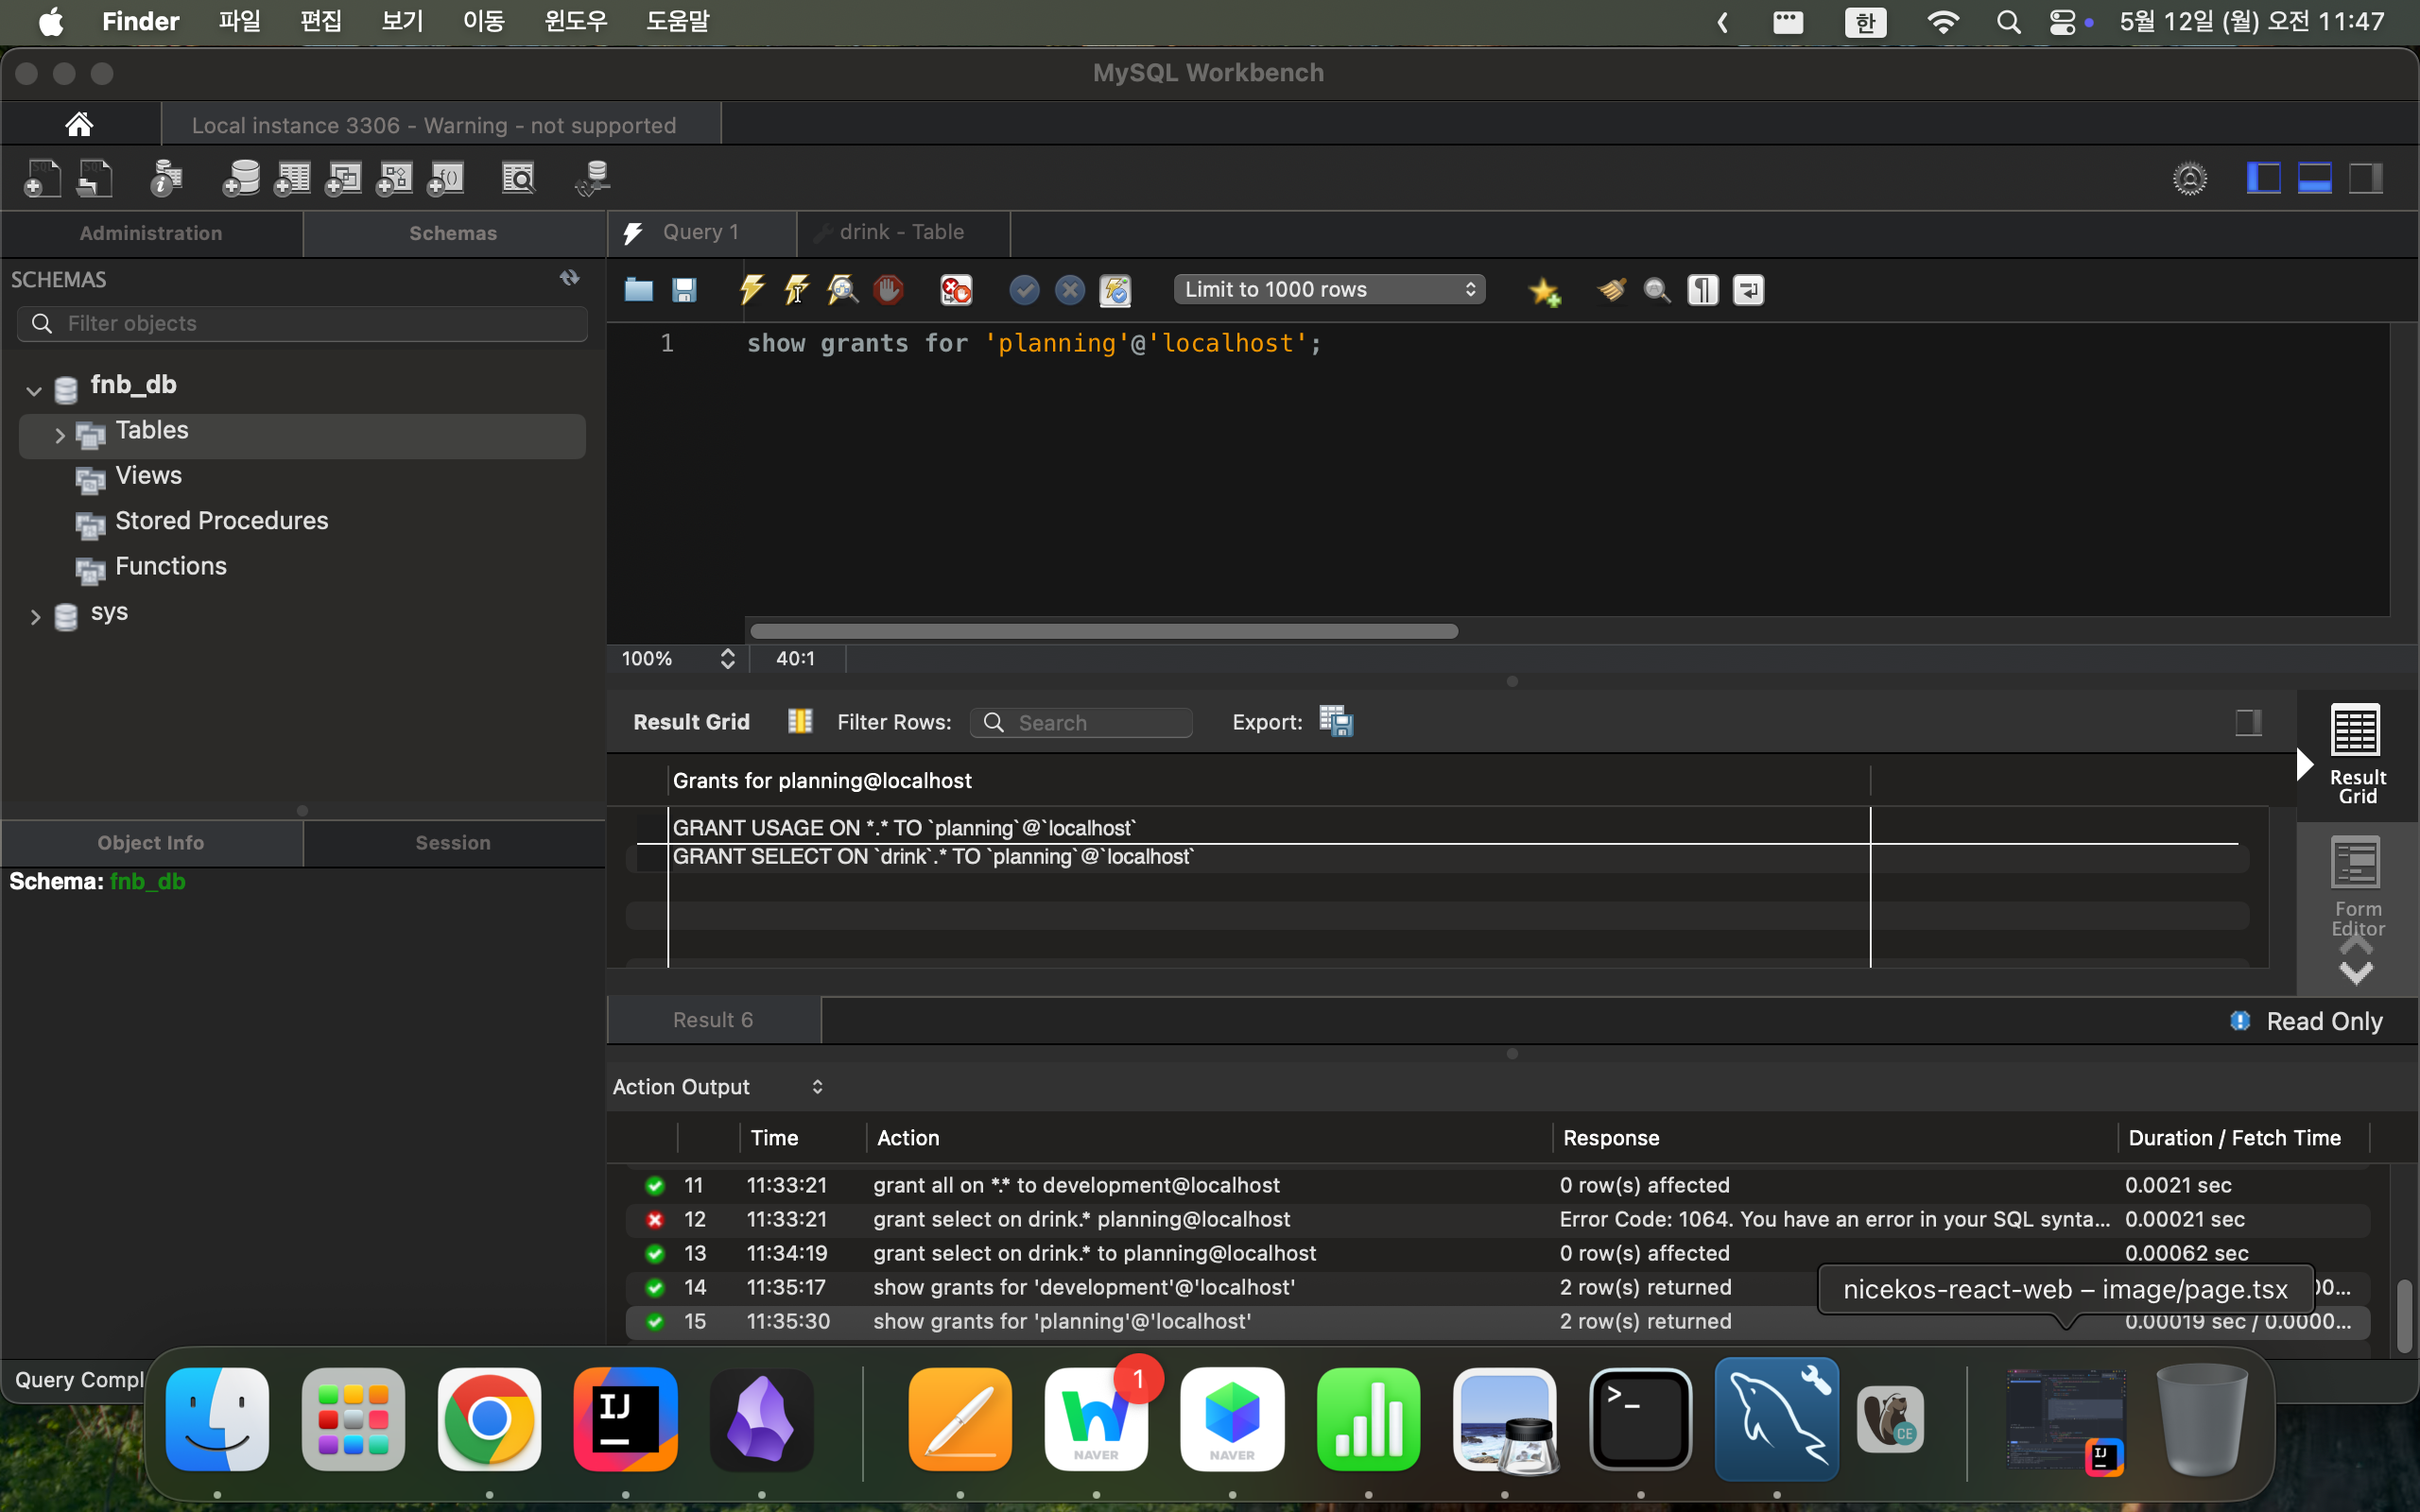 Finder 파일 편집 보기 이동 윈도우 도움말 한 5월 12일 (월) 오전 11:47
MySQL Workbench
Local instance 3306 - Warning - not supported
Administration Schemas Query 1 drink - Table
SCHEMAS
Filter objects
Limit to 1000 rows
1 show grants for 'planning'@'localhost';
fnb_db
Tables
Views
Stored Procedures
Functions
sys
100% 40:1
Result Grid Filter Rows: Search Export:
Result Grid
Form Editor
Grants for planning@localhost
GRANT USAGE ON *.* TO `planning`@`localhost`
GRANT SELECT ON `drink`.* TO `planning`@`localhost`
Object Info Session
Schema: fnb_db
Result 6 Read Only
Action Output
Time Action Response Duration / Fetch Time
11 11:33:21 grant all on *.* to development@localhost 0 row(s) affected 0.0021 sec
12 11:33:21 grant select on drink.* planning@localhost Error Code: 1064. You have an error in your SQL synta... 0.00021 sec
13 11:34:19 grant select on drink.* to planning@localhost 0 row(s) affected 0.00062 sec
14 11:35:17 show grants for 'development'@'localhost' 2 row(s) returned 00...
nicekos-react-web – image/page.tsx
15 11:35:30 show grants for 'planning'@'localhost' 2 row(s) returned 0.00019 sec / 0.0000...
Query Compl
IJ
1
NAVER
NAVER
>_
CE
IJ